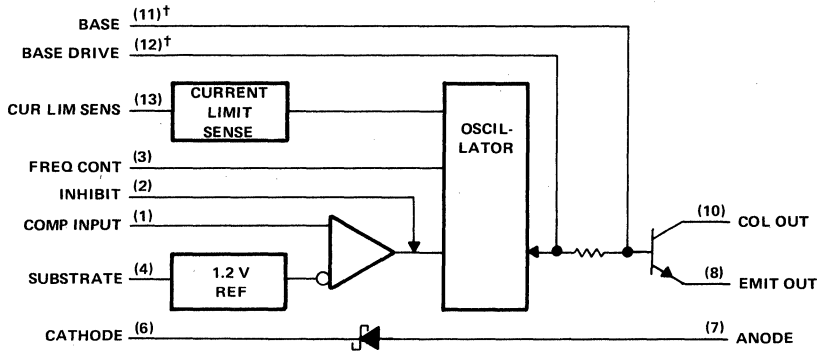 BASE (11)†
BASE DRIVE (12)†
CUR LIM SENS (13)
CURRENT
LIMIT
SENSE
OSCIL-
LATOR
FREQ CONT (3)
INHIBIT (2)
COMP INPUT (1)
(10) COL OUT
SUBSTRATE (4)
1.2 V
REF
(8) EMIT OUT
CATHODE (6)
(7) ANODE